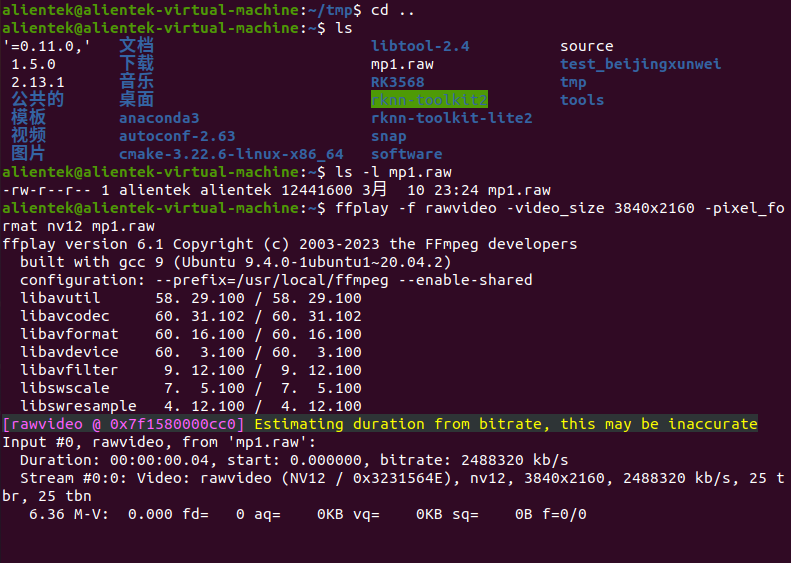 alientek@alientek-virtual-machine:~/tmp$ cd ..
alientek@alientek-virtual-machine:~$ ls
'=0.11.0,' 文档 libtool-2.4 source
1.5.0 下载 mp1.raw test_beijingxunwei
2.13.1 音乐 RK3568 tmp
公共的 桌面 rknn-toolkit2 tools
模板 anaconda3 rknn-toolkit-lite2
视频 autoconf-2.63 snap
图片 cmake-3.22.6-linux-x86_64 software
alientek@alientek-virtual-machine:~$ ls -l mp1.raw
-rw-r--r-- 1 alientek alientek 12441600 3月 10 23:24 mp1.raw
alientek@alientek-virtual-machine:~$ ffplay -f rawvideo -video_size 3840x2160 -pixel_fo
rmat nv12 mp1.raw
ffplay version 6.1 Copyright (c) 2003-2023 the FFmpeg developers
built with gcc 9 (Ubuntu 9.4.0-1ubuntu1~20.04.2)
configuration: --prefix=/usr/local/ffmpeg --enable-shared
libavutil 58. 29.100 / 58. 29.100
libavcodec 60. 31.102 / 60. 31.102
libavformat 60. 16.100 / 60. 16.100
libavdevice 60. 3.100 / 60. 3.100
libavfilter 9. 12.100 / 9. 12.100
libswscale 7. 5.100 / 7. 5.100
libswresample 4. 12.100 / 4. 12.100
[rawvideo @ 0x7f1580000cc0] Estimating duration from bitrate, this may be inaccurate
Input #0, rawvideo, from 'mp1.raw':
Duration: 00:00:00.04, start: 0.000000, bitrate: 2488320 kb/s
Stream #0:0: Video: rawvideo (NV12 / 0x3231564E), nv12, 3840x2160, 2488320 kb/s, 25 t
br, 25 tbn
6.36 M-V: 0.000 fd= 0 aq= 0KB vq= 0KB sq= 0B f=0/0